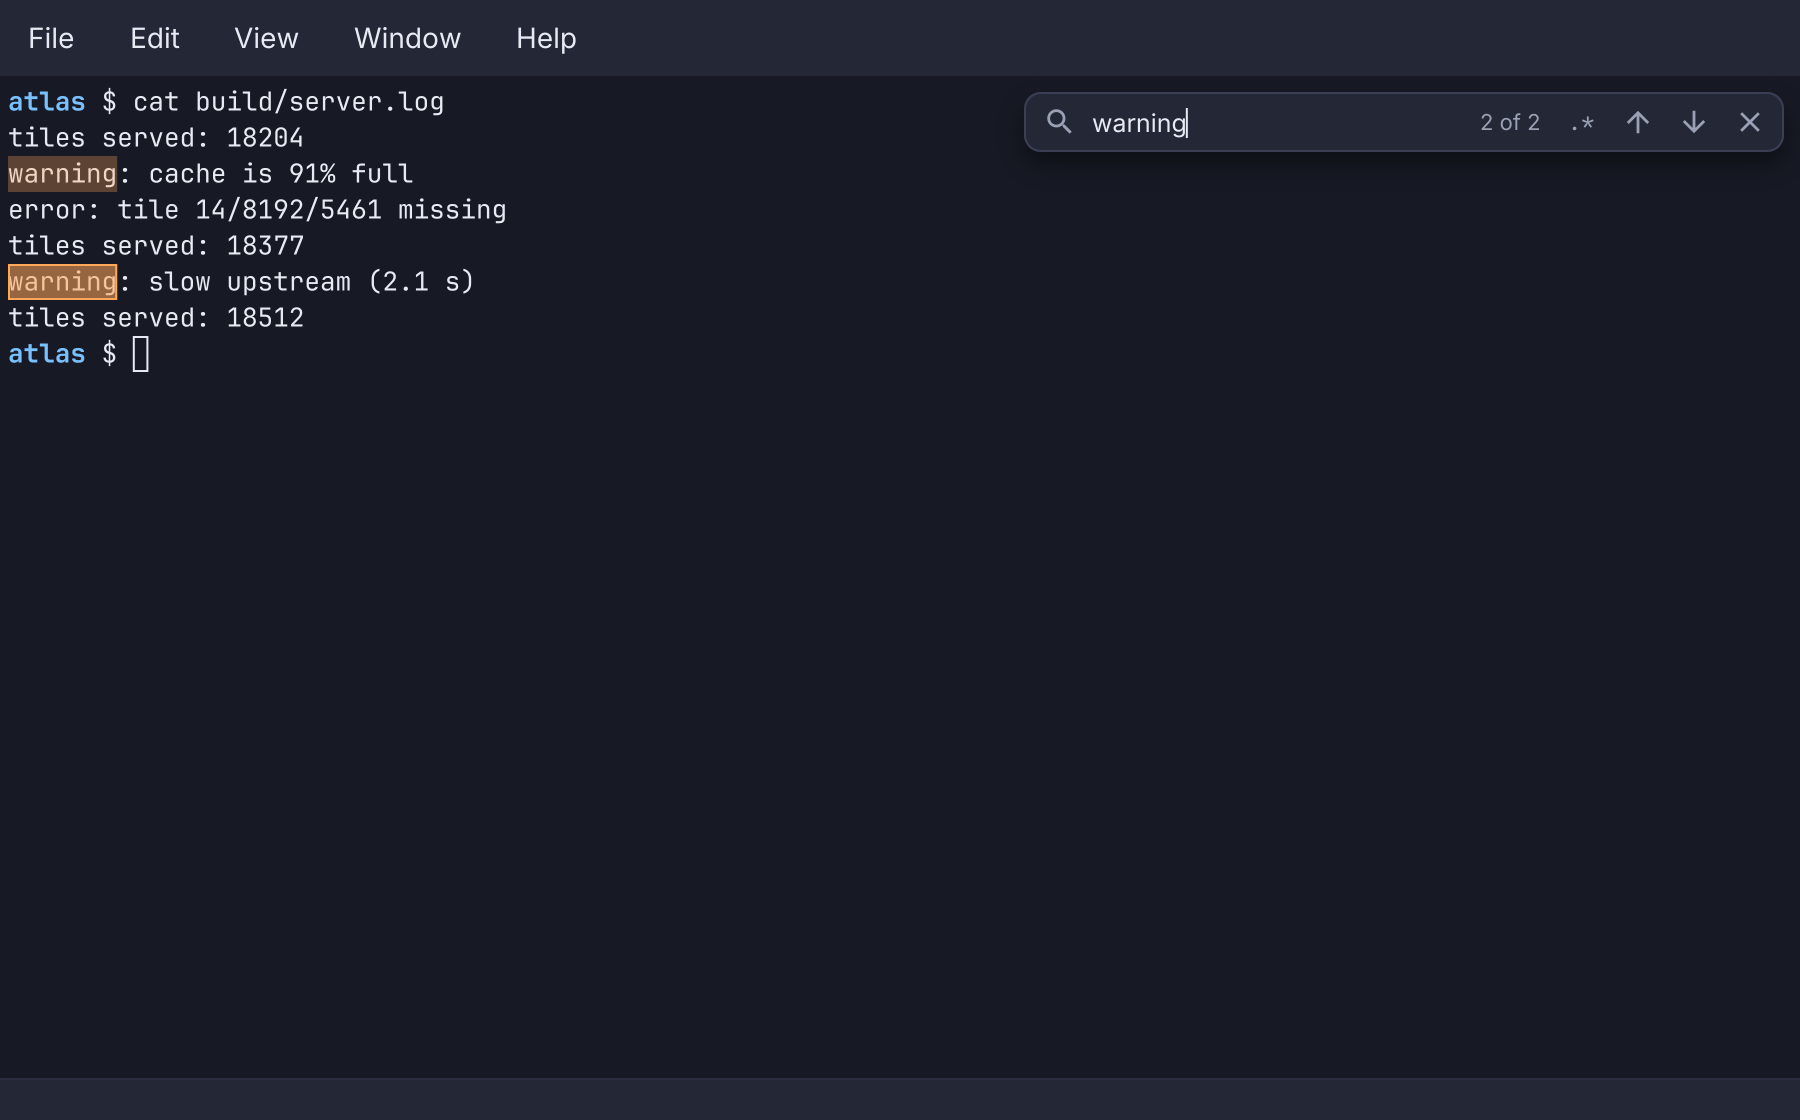 File Edit View Window Help
atlas $ cat build/server.log
warning 2 of 2 .*
tiles served: 18204
warning: cache is 91% full
error: tile 14/8192/5461 missing
tiles served: 18377
warning: slow upstream (2.1 s)
tiles served: 18512
atlas $